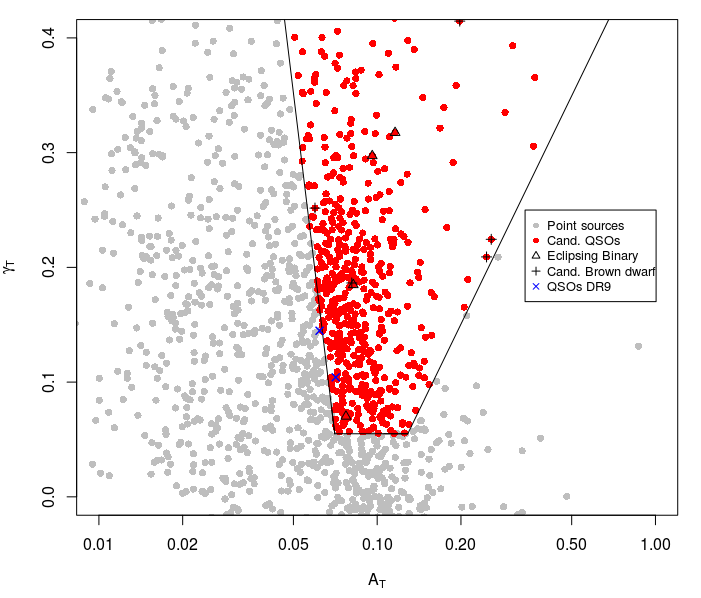 0.4
0.3
0.2
0.1
0.0
γT
Point sources
Cand. QSOs
Eclipsing Binary
Cand. Brown dwarf
QSOs DR9
0.01 0.02 0.05 0.10 0.20 0.50 1.00
AT